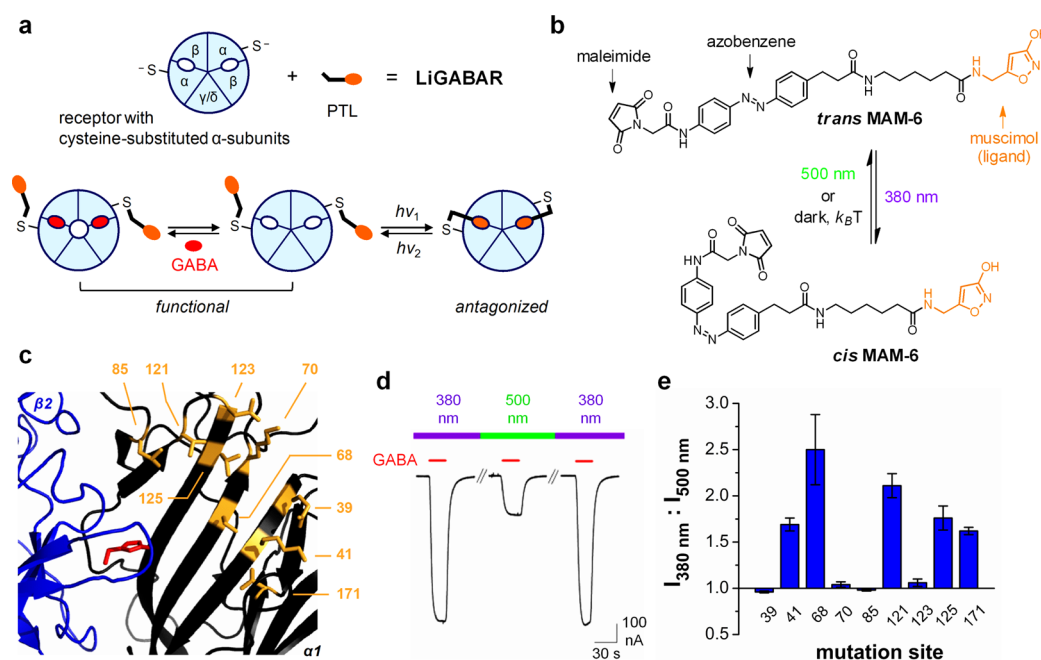 a
β
α
S⁻
⁻S
α
β
γ/δ
+
PTL
= LiGABAR
receptor with
cysteine-substituted α-subunits
S
S
GABA
S
hν1
hν2
S
S
functional
antagonized
b
maleimide
azobenzene
O
N
O
O
N
H
N
N
O
N
H
O
H
N
OH
N
O
trans MAM-6
muscimol
(ligand)
500 nm
or
dark, kBT
380 nm
O
O
N
O
HN
N
N
O
N
H
O
H
N
OH
N
O
cis MAM-6
c
85
121
123
70
β2
68
125
39
41
171
α1
d
380
nm
500
nm
380
nm
GABA
//
//
100
nA
30 s
e
I380 nm : I500 nm
3.0
2.5
2.0
1.5
1.0
0.5
39
41
68
70
85
121
123
125
171
mutation site